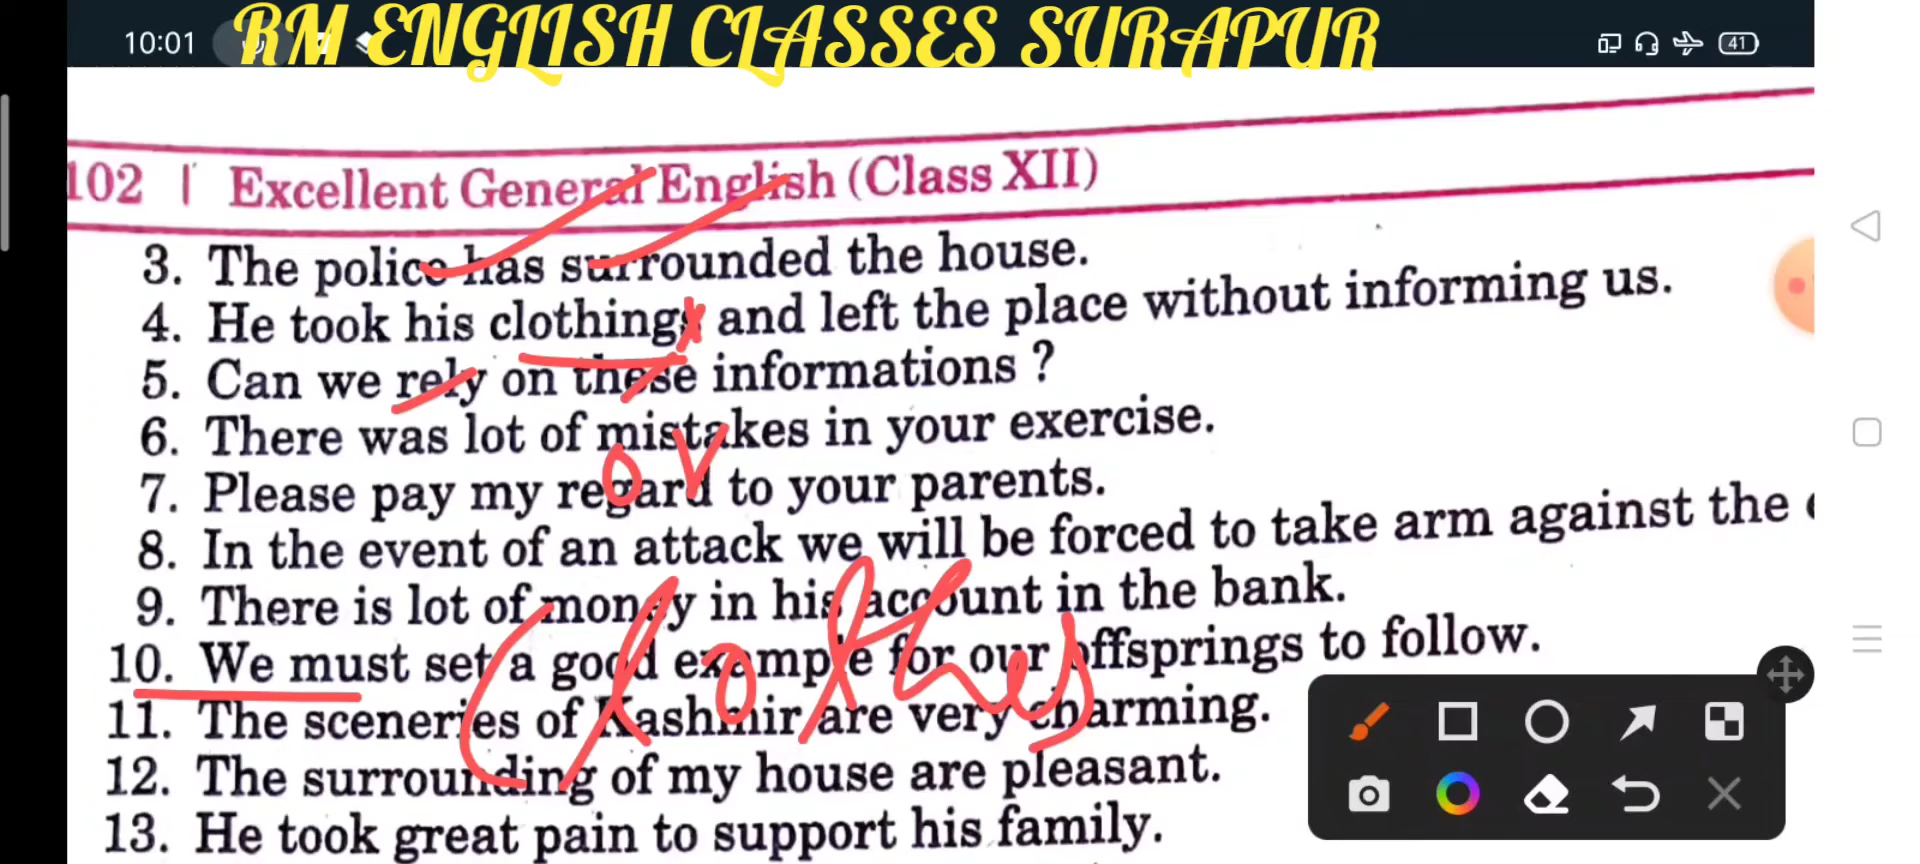 RM ENGLISH CLASSES SURAPUR
10:01
41
102 | Excellent General English (Class XII)
3. The police has surrounded the house.
4. He took his clothings and left the place without informing us.
5. Can we rely on these informations ?
6. There was lot of mistakes in your exercise.
or
7. Please pay my regard to your parents.
8. In the event of an attack we will be forced to take arm against the
9. There is lot of money in his account in the bank.
clothes
10. We must set a good example for our offsprings to follow.
11. The sceneries of Kashmir are very charming.
12. The surrounding of my house are pleasant.
13. He took great pain to support his family.